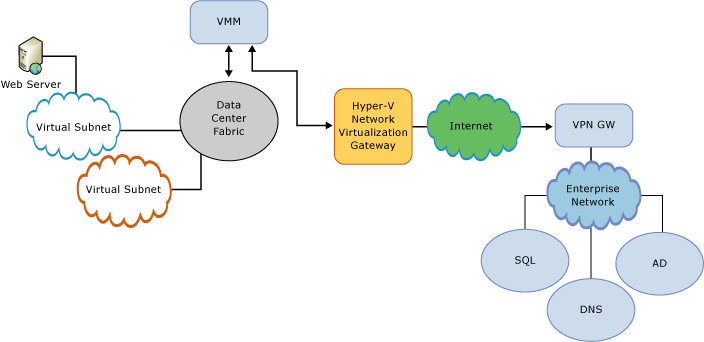 VMM
Web Server
Virtual Subnet
Data
Center
Fabric
Virtual Subnet
Hyper-V
Network
Virtualization
Gateway
Internet
VPN GW
Enterprise
Network
SQL
DNS
AD